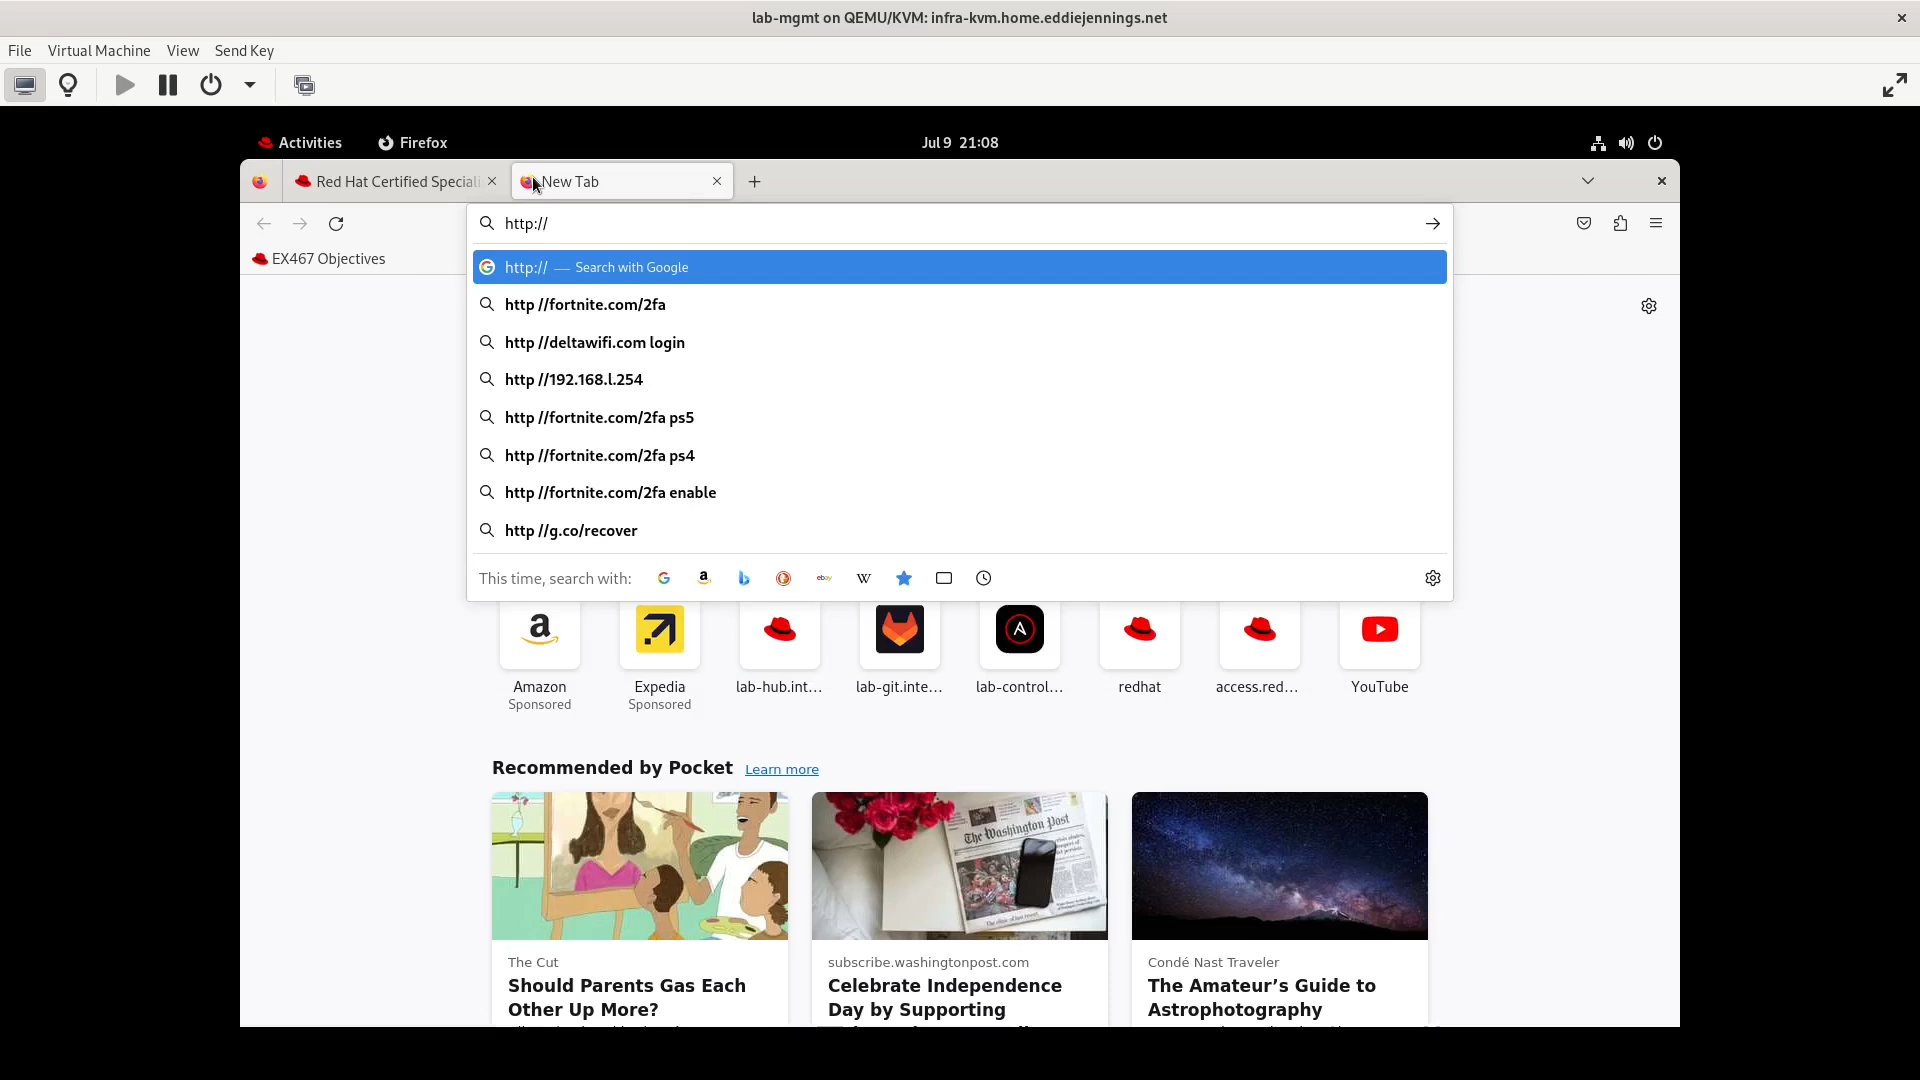 lab-mgmt on QEMU/KVM: infra-kvm.home.eddiejennings.net
File Virtual Machine View Send Key
Activities Firefox Jul 9 21:08
Red Hat Certified Speciali New Tab
http://
EX467 Objectives
http:// — Search with Google
http //fortnite.com/2fa
http //deltawifi.com login
http //192.168.l.254
http //fortnite.com/2fa ps5
http //fortnite.com/2fa ps4
http //fortnite.com/2fa enable
http //g.co/recover
This time, search with:
Amazon Expedia lab-hub.int… lab-git.inte… lab-control… redhat access.red… YouTube
Sponsored Sponsored
Recommended by Pocket Learn more
The Washington Post
The Cut
Should Parents Gas Each
Other Up More?
subscribe.washingtonpost.com
Celebrate Independence
Day by Supporting
Condé Nast Traveler
The Amateur’s Guide to
Astrophotography